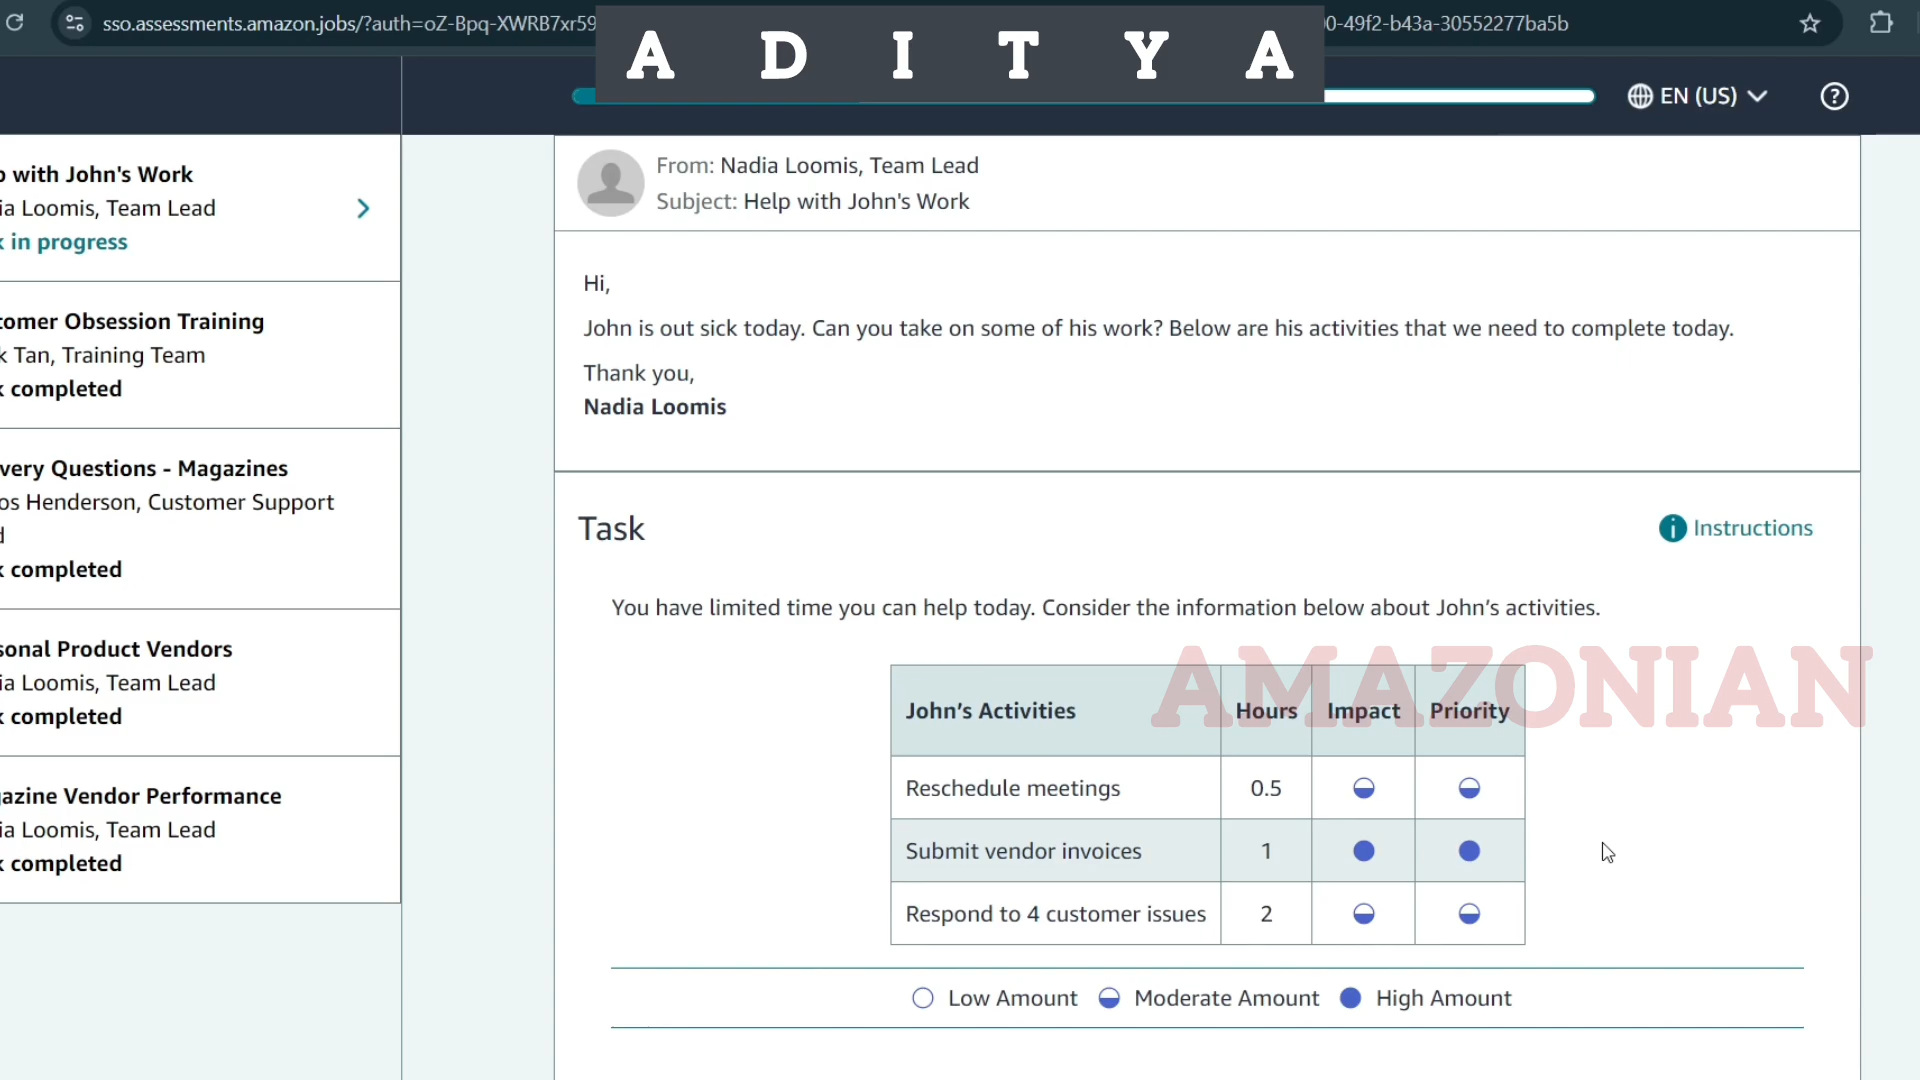 sso.assessments.amazon.jobs/?auth=oZ-Bpq-XWRB7xr59
0-49f2-b43a-30552277ba5b
A D I T Y A
EN (US)
with John's Work
ia Loomis, Team Lead
in progress
tomer Obsession Training
k Tan, Training Team
completed
very Questions - Magazines
os Henderson, Customer Support
d
completed
sonal Product Vendors
ia Loomis, Team Lead
completed
gazine Vendor Performance
ia Loomis, Team Lead
completed
From: Nadia Loomis, Team Lead
Subject: Help with John's Work
Hi,
John is out sick today. Can you take on some of his work? Below are his activities that we need to complete today.
Thank you,
Nadia Loomis
Task
Instructions
You have limited time you can help today. Consider the information below about John's activities.
AMAZONIAN
John's Activities Hours Impact Priority
Reschedule meetings 0.5
Submit vendor invoices 1
Respond to 4 customer issues 2
Low Amount Moderate Amount High Amount